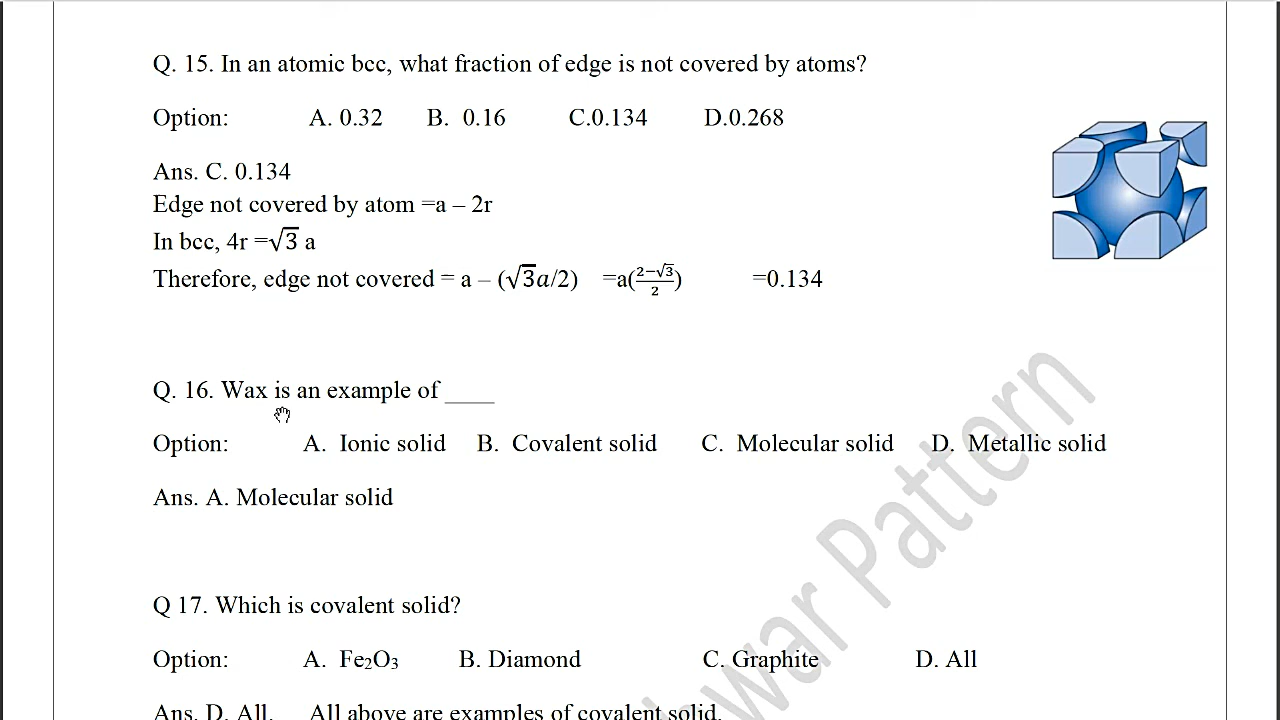 Q. 15. In an atomic bcc, what fraction of edge is not covered by atoms?
Option: A. 0.32 B. 0.16 C.0.134 D.0.268
Ans. C. 0.134
Edge not covered by atom =a – 2r
In bcc, 4r =√3 a
Therefore, edge not covered = a – (√3a/2) =a((2−√3)/2) =0.134
Q. 16. Wax is an example of ____
Option: A. Ionic solid B. Covalent solid C. Molecular solid D. Metallic solid
Ans. A. Molecular solid
Q 17. Which is covalent solid?
Option: A. Fe₂O₃ B. Diamond C. Graphite D. All
Ans. D. All. All above are examples of covalent solid.
Pattern